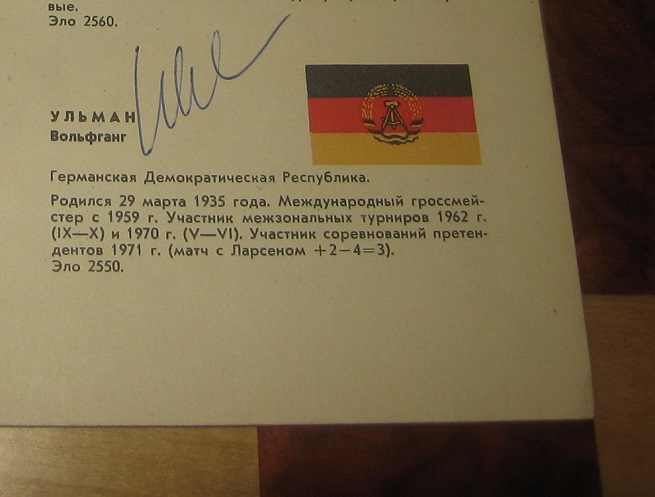 вые.
Эло 2560.
УЛЬМАН
Вольфганг
Германская Демократическая Республика.
Родился 29 марта 1935 года. Международный гроссмей-
стер с 1959 г. Участник межзональных турниров 1962 г.
(IX—X) и 1970 г. (V—VI). Участник соревнований претен-
дентов 1971 г. (матч с Ларсеном +2−4=3).
Эло 2550.